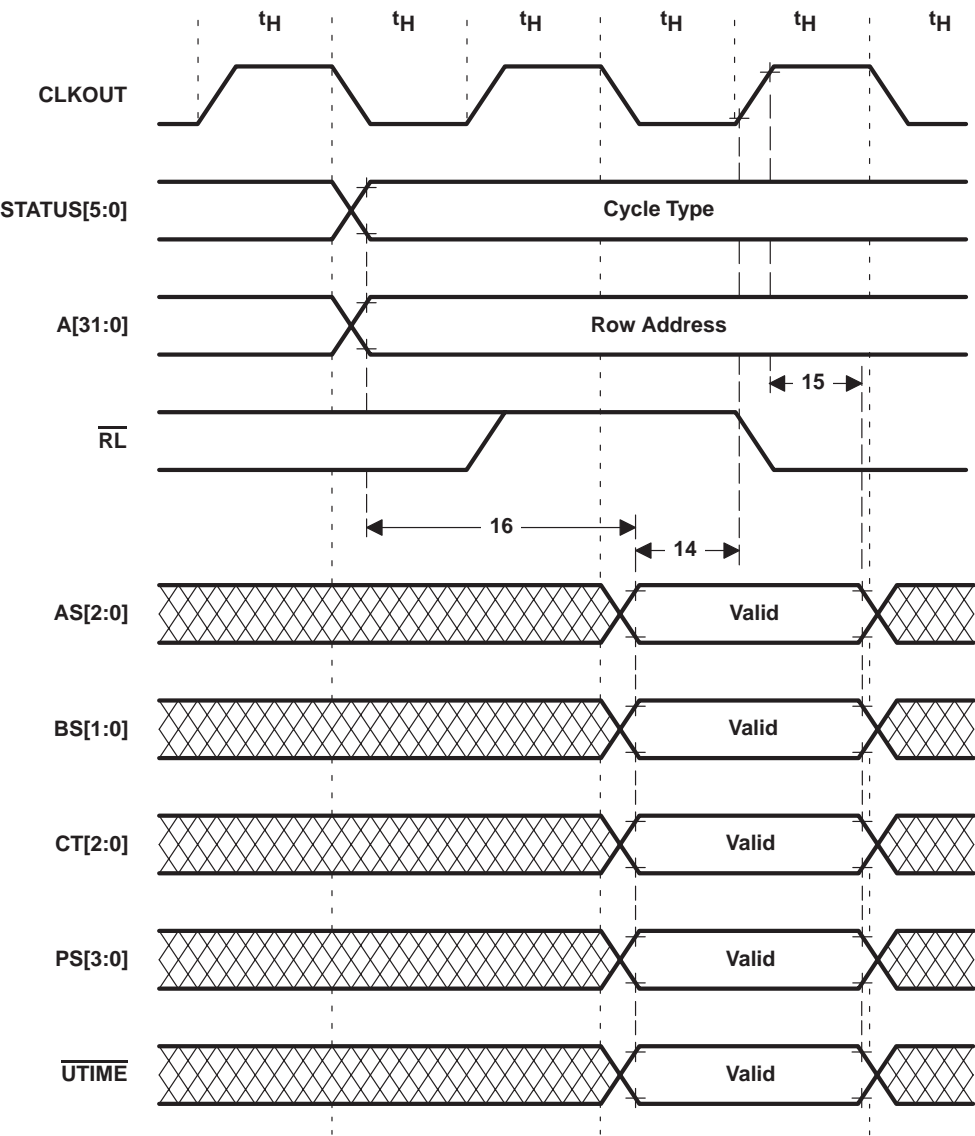 tH tH tH tH tH tH
CLKOUT
STATUS[5:0] Cycle Type
A[31:0] Row Address
15
RL
16
14
AS[2:0] Valid
BS[1:0] Valid
CT[2:0] Valid
PS[3:0] Valid
UTIME Valid